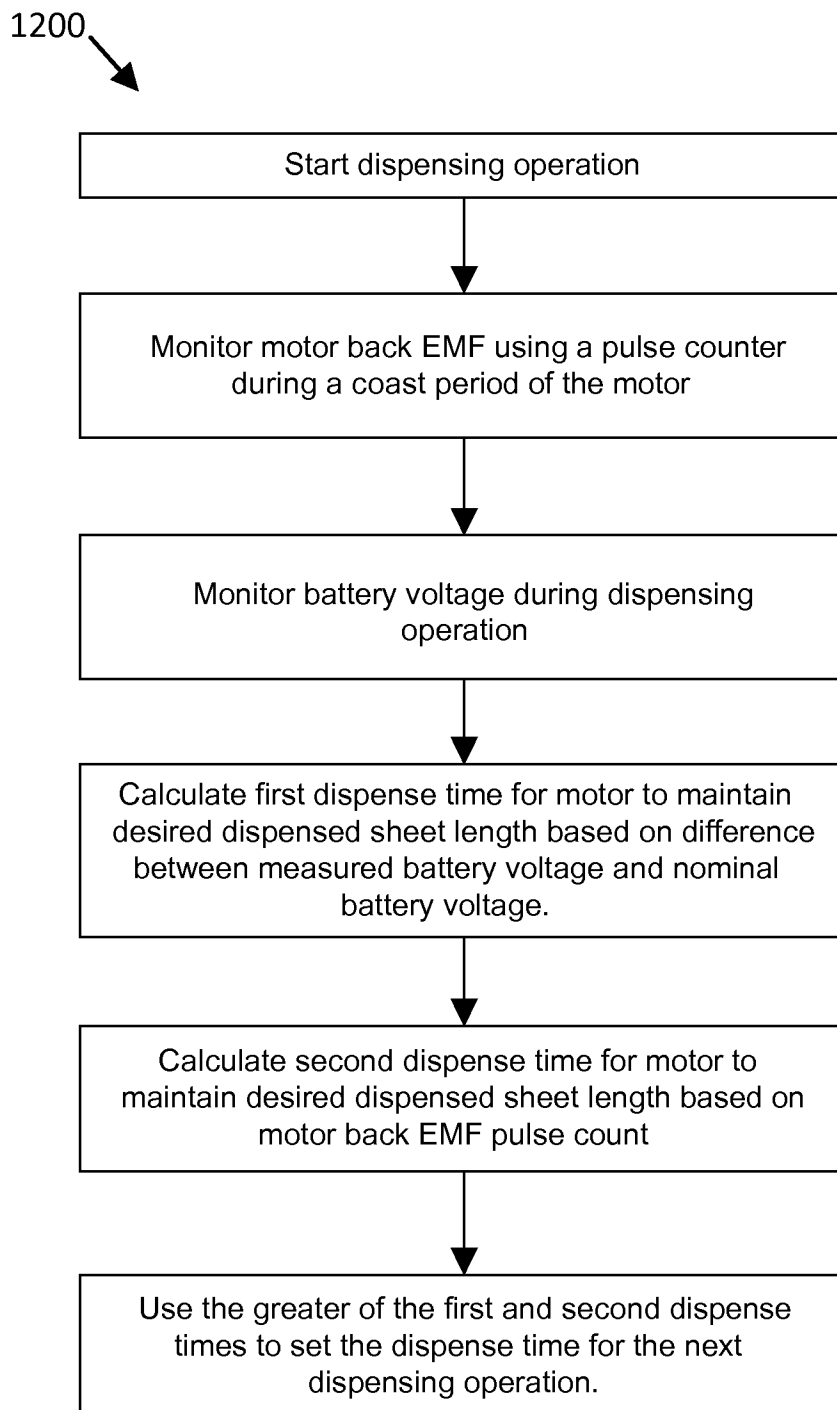 1200
Start dispensing operation
Monitor motor back EMF using a pulse counter
during a coast period of the motor
Monitor battery voltage during dispensing
operation
Calculate first dispense time for motor to maintain
desired dispensed sheet length based on difference
between measured battery voltage and nominal
battery voltage.
Calculate second dispense time for motor to
maintain desired dispensed sheet length based on
motor back EMF pulse count
Use the greater of the first and second dispense
times to set the dispense time for the next
dispensing operation.